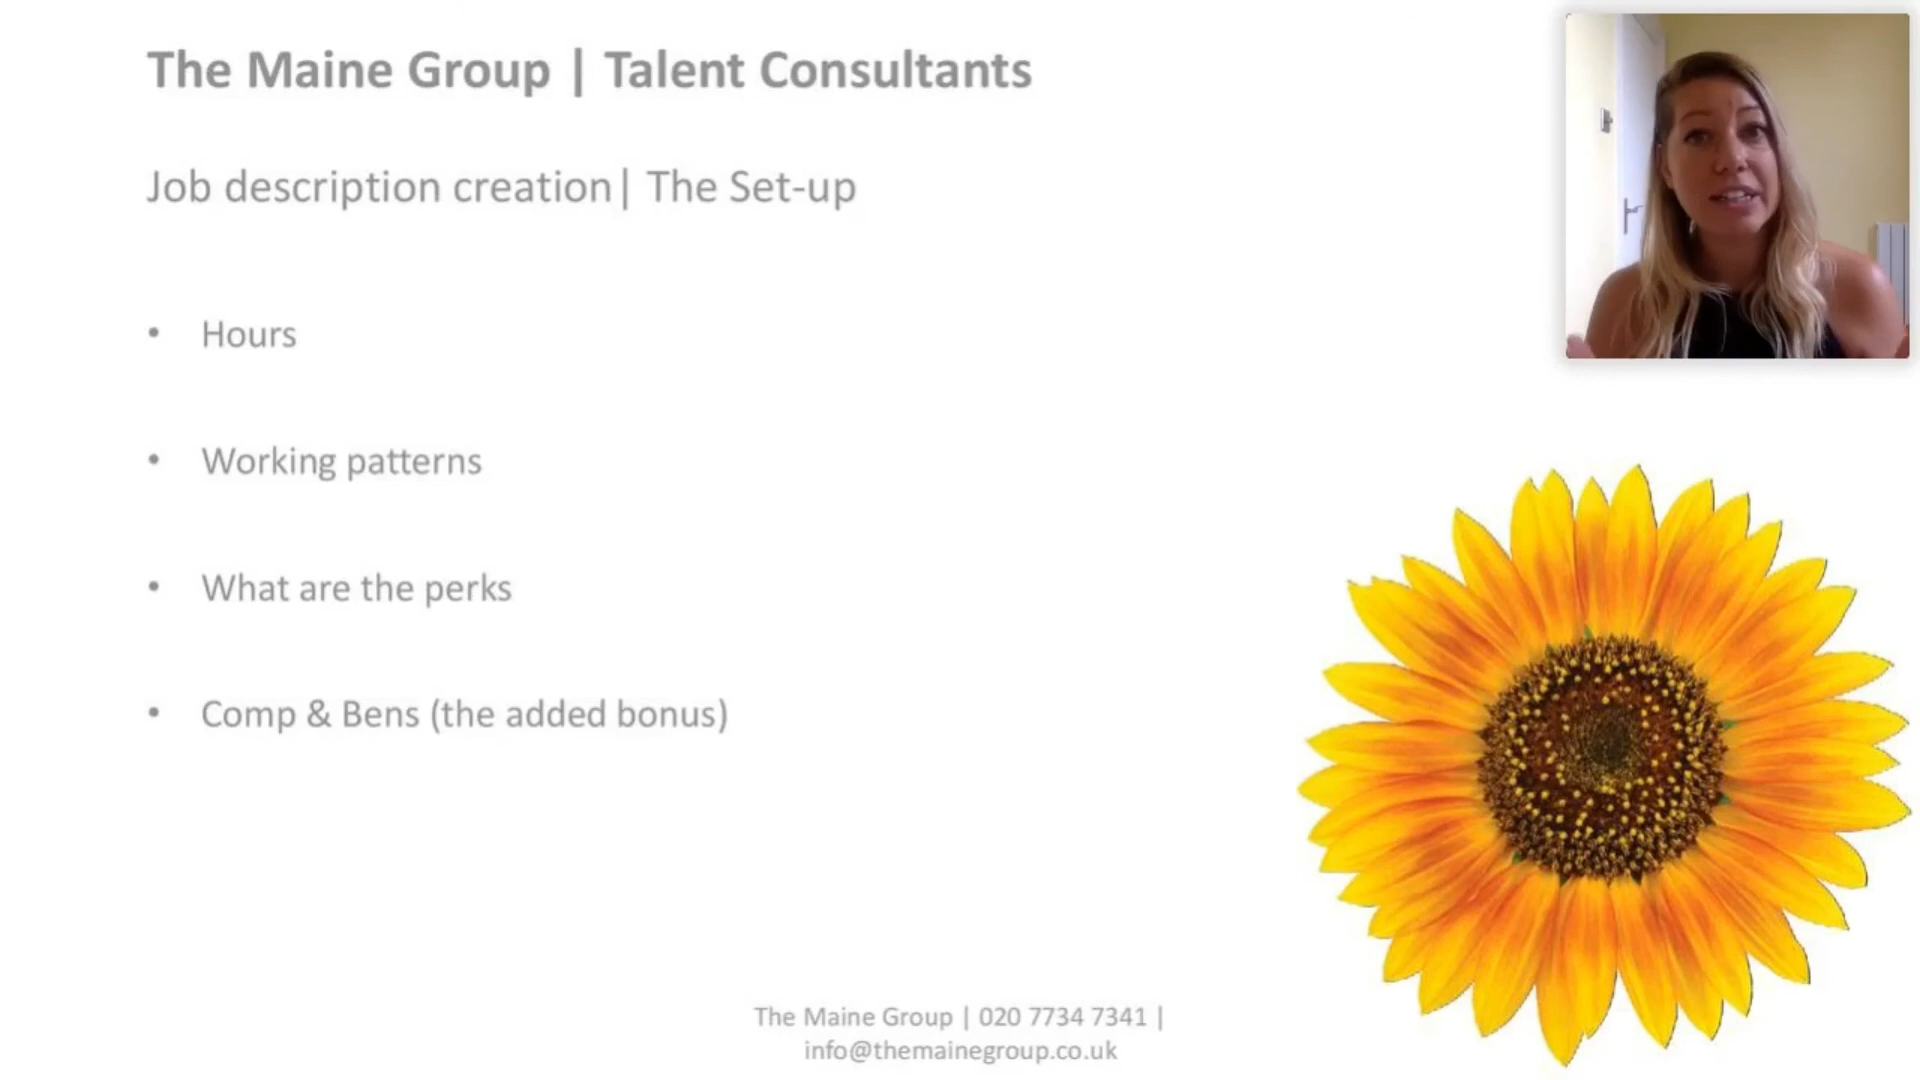 The Maine Group | Talent Consultants
Job description creation| The Set-up
• Hours
• Working patterns
• What are the perks
• Comp & Bens (the added bonus)
The Maine Group | 020 7734 7341 |
info@themainegroup.co.uk